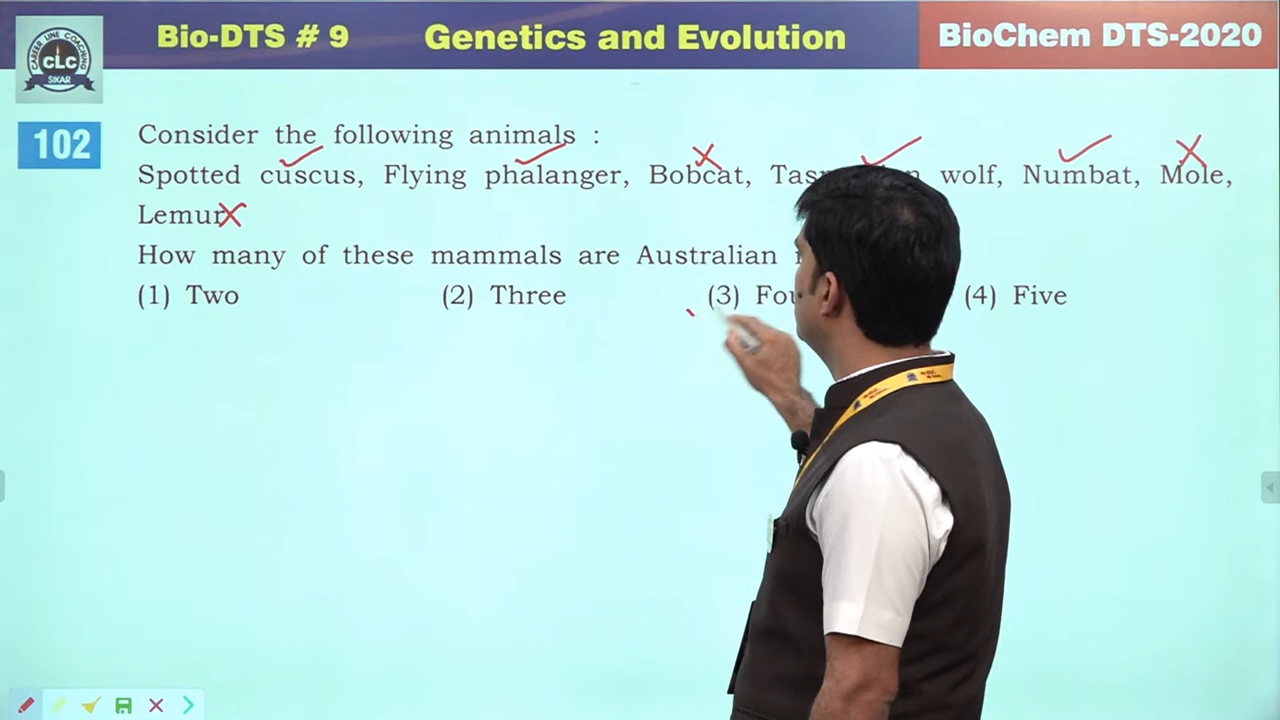 Bio-DTS # 9 Genetics and Evolution BioChem DTS-2020
CAREER LINE COACHING
CLC
SIKAR
102 Consider the following animals :
Spotted cuscus, Flying phalanger, Bobcat, wolf, Numbat, Mole,
Lemur
How many of these mammals are Australian
(1) Two (2) Three (3) (4) Five